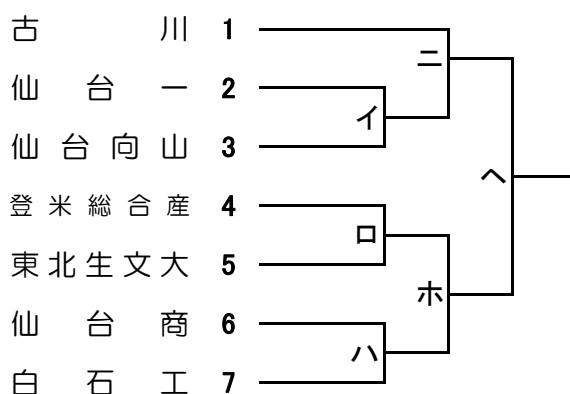 古川 1
ニ
仙台一 2
イ
仙台向山 3
ヘ
登米総合産 4
ロ
東北生文大 5
ホ
仙台商 6
ハ
白石工 7